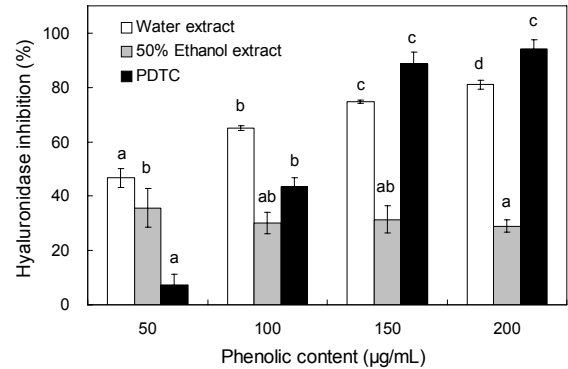 Water extract
50% Ethanol extract
PDTC
Hyaluronidase inhibition (%)
100
80
60
40
20
0
a
b
a
b
ab
b
c
ab
c
d
a
c
50
100
150
200
Phenolic content (µg/mL)